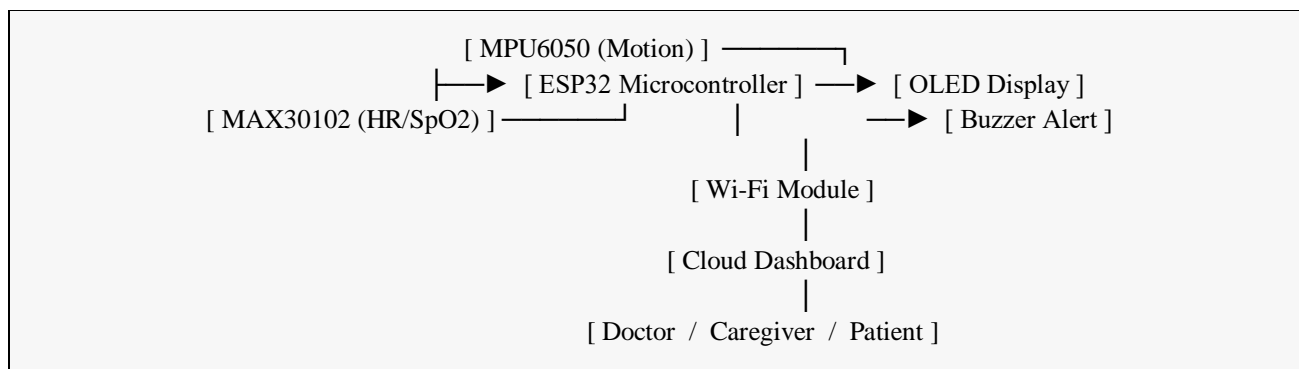 [ MPU6050 (Motion) ]
[ ESP32 Microcontroller ] [ OLED Display ]
[ MAX30102 (HR/SpO2) ] [ Buzzer Alert ]
[ Wi-Fi Module ]
[ Cloud Dashboard ]
[ Doctor / Caregiver / Patient ]